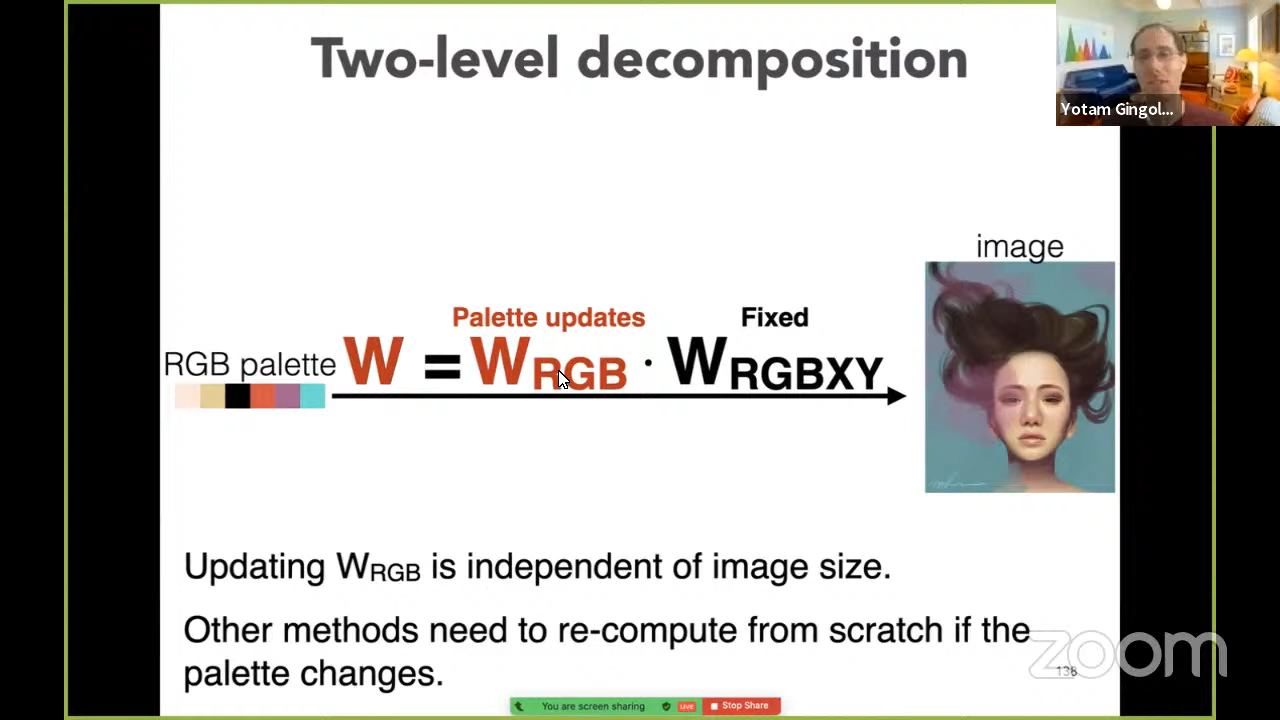 Two-level decomposition
Yotam Gingol...
image
Palette updates
Fixed
RGB palette
W = WRGB · WRGBXY
Updating WRGB is independent of image size.
Other methods need to re-compute from scratch if the
palette changes.
zoom
138
You are screen sharing
LIVE
Stop Share